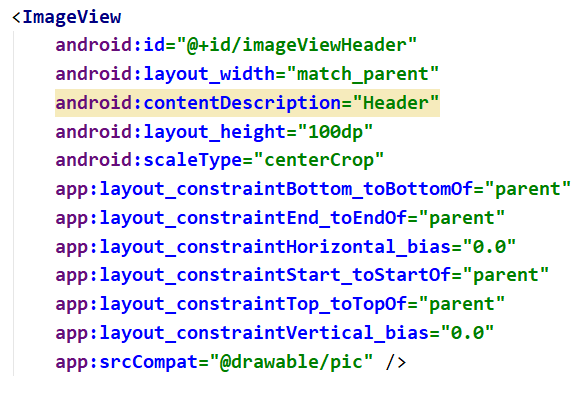 <ImageView
android:id="@+id/imageViewHeader"
android:layout_width="match_parent"
android:contentDescription="Header"
android:layout_height="100dp"
android:scaleType="centerCrop"
app:layout_constraintBottom_toBottomOf="parent"
app:layout_constraintEnd_toEndOf="parent"
app:layout_constraintHorizontal_bias="0.0"
app:layout_constraintStart_toStartOf="parent"
app:layout_constraintTop_toTopOf="parent"
app:layout_constraintVertical_bias="0.0"
app:srcCompat="@drawable/pic" />